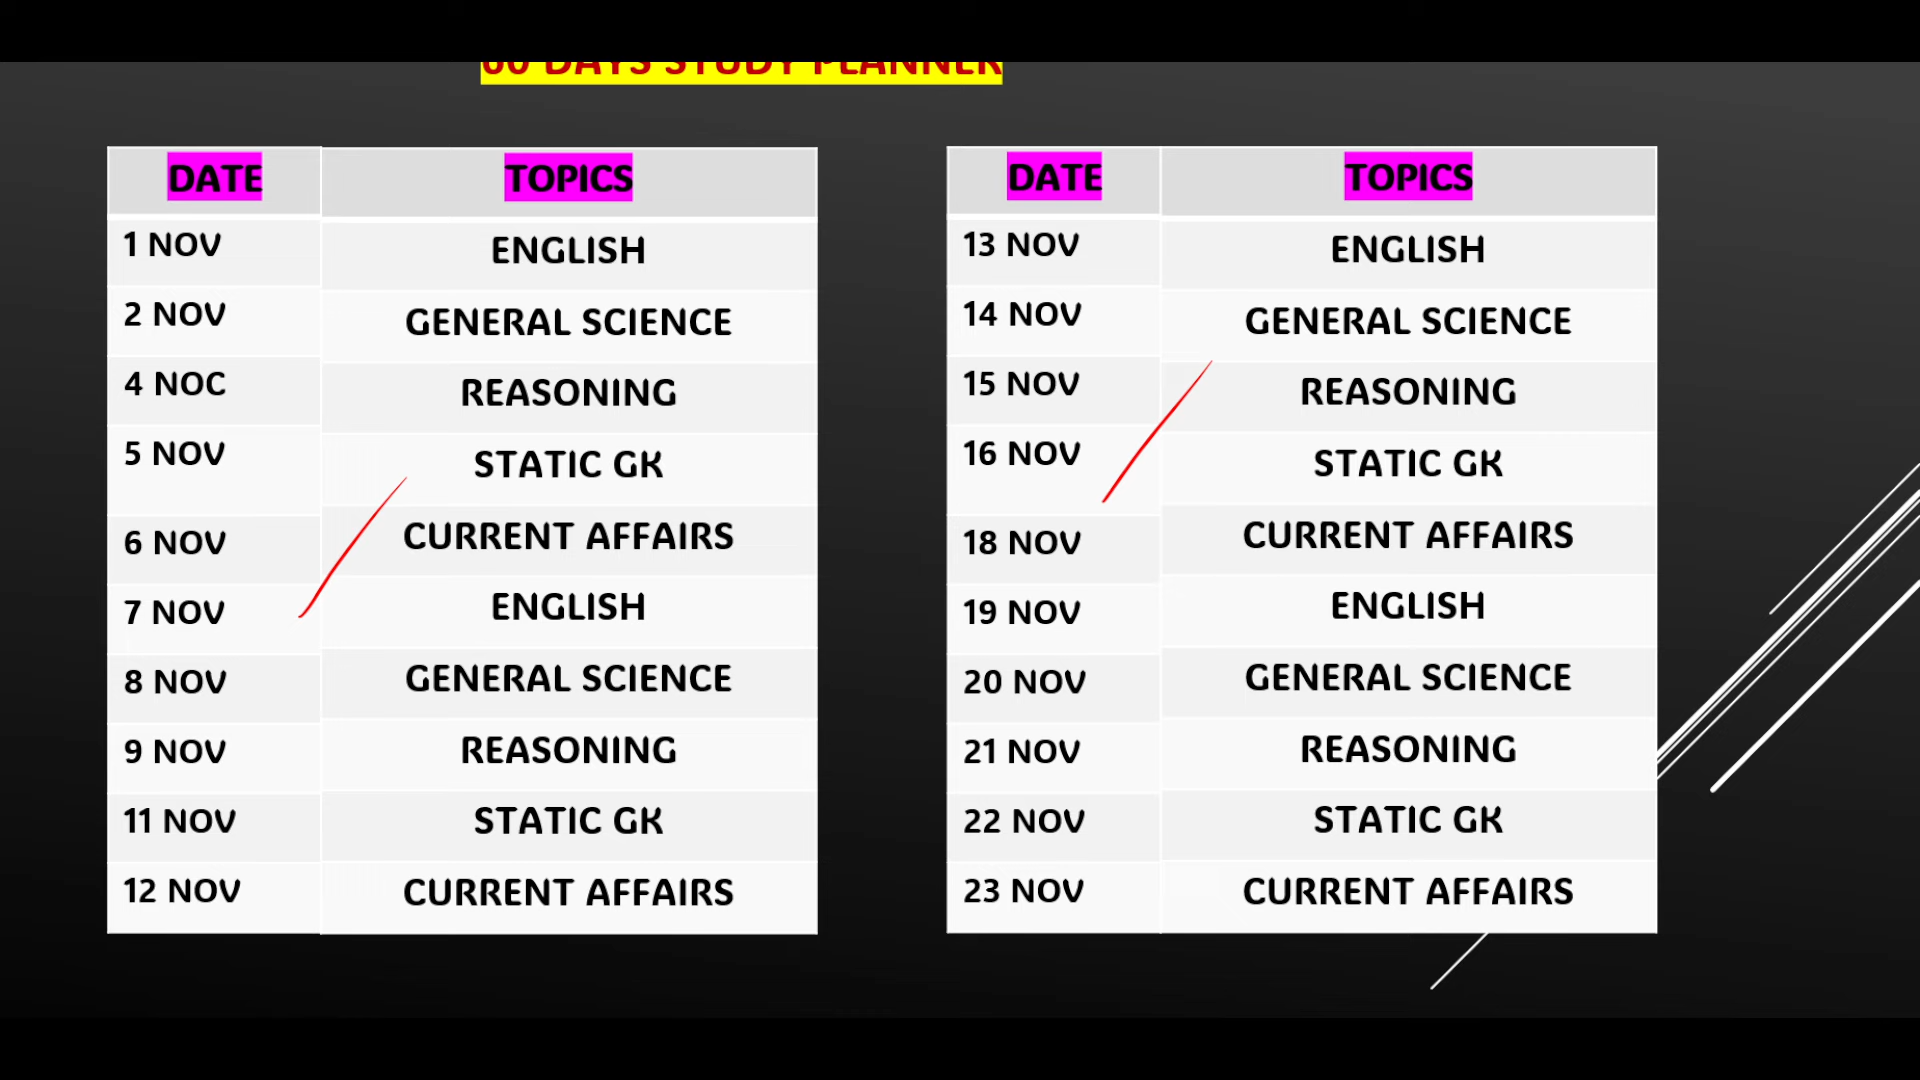 60 DAYS STUDY PLANNER
DATE TOPICS
1 NOV ENGLISH
2 NOV GENERAL SCIENCE
4 NOC REASONING
5 NOV STATIC GK
6 NOV CURRENT AFFAIRS
7 NOV ENGLISH
8 NOV GENERAL SCIENCE
9 NOV REASONING
11 NOV STATIC GK
12 NOV CURRENT AFFAIRS
DATE TOPICS
13 NOV ENGLISH
14 NOV GENERAL SCIENCE
15 NOV REASONING
16 NOV STATIC GK
18 NOV CURRENT AFFAIRS
19 NOV ENGLISH
20 NOV GENERAL SCIENCE
21 NOV REASONING
22 NOV STATIC GK
23 NOV CURRENT AFFAIRS